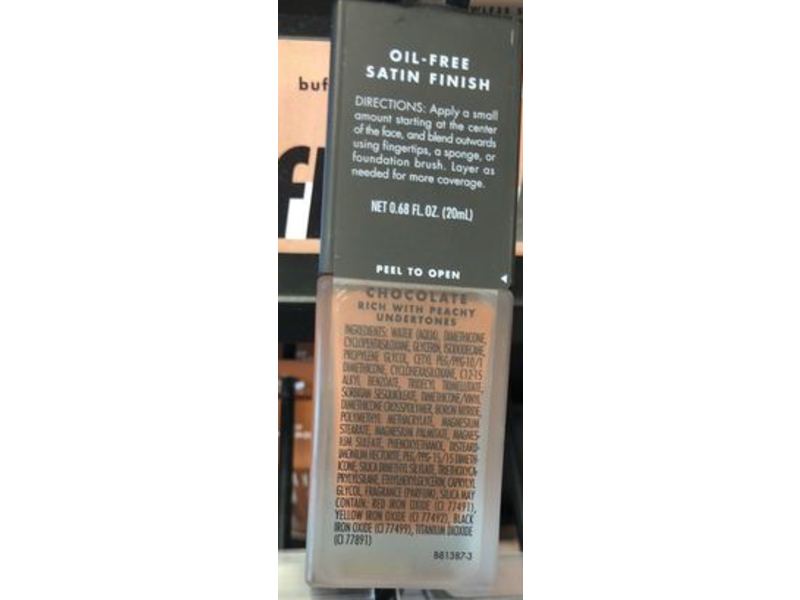 buf
fl
OIL-FREE
SATIN FINISH
DIRECTIONS: Apply a small
amount starting at the center
of the face, and blend outwards
using fingertips, a sponge, or
foundation brush. Layer as
needed for more coverage.
NET 0.68 FL. OZ. (20mL)
PEEL TO OPEN
CHOCOLATE
RICH WITH PEACHY
UNDERTONES
INGREDIENTS: WATER (AQUA), DIMETHICONE,
CYCLOPENTASILOXANE, GLYCERIN, ISODODECANE,
PROPYLENE GLYCOL, CETYL PEG/PPG-10/1
DIMETHICONE, CYCLOHEXASILOXANE, C12-15
ALKYL BENZOATE, TRIDECYL TRIMELLITATE,
SORBITAN SESQUIOLEATE, DIMETHICONE/VINYL
DIMETHICONE CROSSPOLYMER, BORON NITRIDE,
POLYMETHYL METHACRYLATE, MAGNESIUM
STEARATE, MAGNESIUM PALMITATE, MAGNES-
IUM SULFATE, PHENOXYETHANOL, DISTEARD-
IMONIUM HECTORITE, PEG/PPG-15/15 DIMETH-
ICONE, SILICA DIMETHYL SILYLATE, TRIETHOXYCA-
PRYLYLSILANE, ETHYLHEXYLGLYCERIN, CAPRYLYL
GLYCOL, FRAGRANCE (PARFUM), SILICA MAY
CONTAIN: RED IRON OXIDE (CI 77491),
YELLOW IRON OXIDE (CI 77492), BLACK
IRON OXIDE (CI 77499), TITANIUM DIOXIDE
(CI 77891)
B81387-3